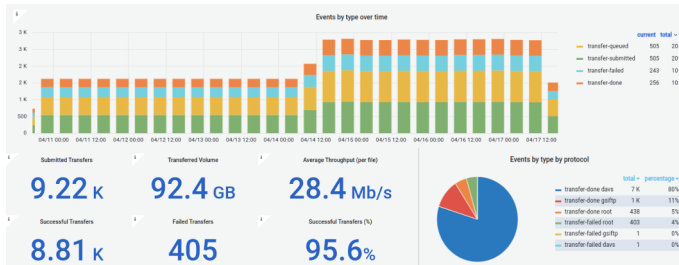 Events by type over time
3 K
3 K
2 K
2 K
1 K
500
0
04/11 00:00 04/11 12:00 04/12 00:00 04/12 12:00 04/13 00:00 04/13 12:00 04/14 00:00 04/14 12:00 04/15 00:00 04/15 12:00 04/16 00:00 04/16 12:00 04/17 00:00 04/17 12:00
current total
transfer-queued 505 20
transfer-submitted 505 20
transfer-failed 243 10
transfer-done 256 10
Submitted Transfers
9.22 K
Transferred Volume
92.4 GB
Average Throughput (per file)
28.4 Mb/s
Successful Transfers
8.81 K
Failed Transfers
405
Successful Transfers (%)
95.6%
Events by type by protocol
total percentage
transfer-done davs 7 K 80%
transfer-done gsiftp 1 K 11%
transfer-done root 438 5%
transfer-failed root 403 4%
transfer-failed gsiftp 1 0%
transfer-failed davs 1 0%